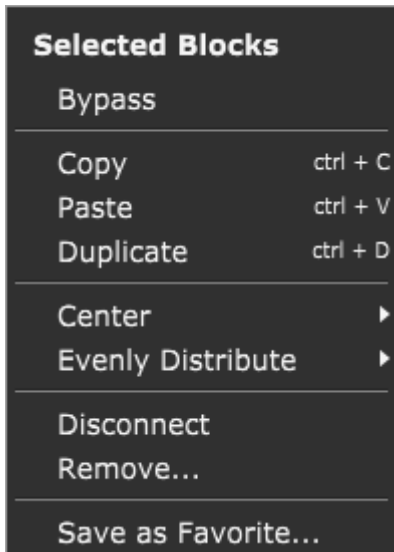 Selected Blocks
Bypass
Copy ctrl + C
Paste ctrl + V
Duplicate ctrl + D
Center
Evenly Distribute
Disconnect
Remove...
Save as Favorite...